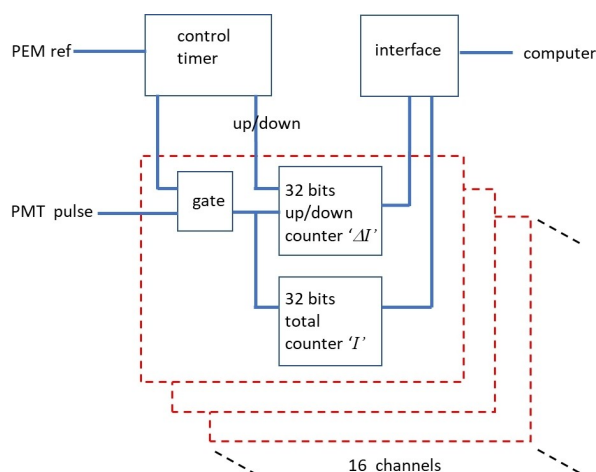 control
timer
interface
PEM ref
computer
up/down
gate
PMT pulse
32 bits
up/down
counter ‘ΔI’
32 bits
total
counter ‘I’
16 channels